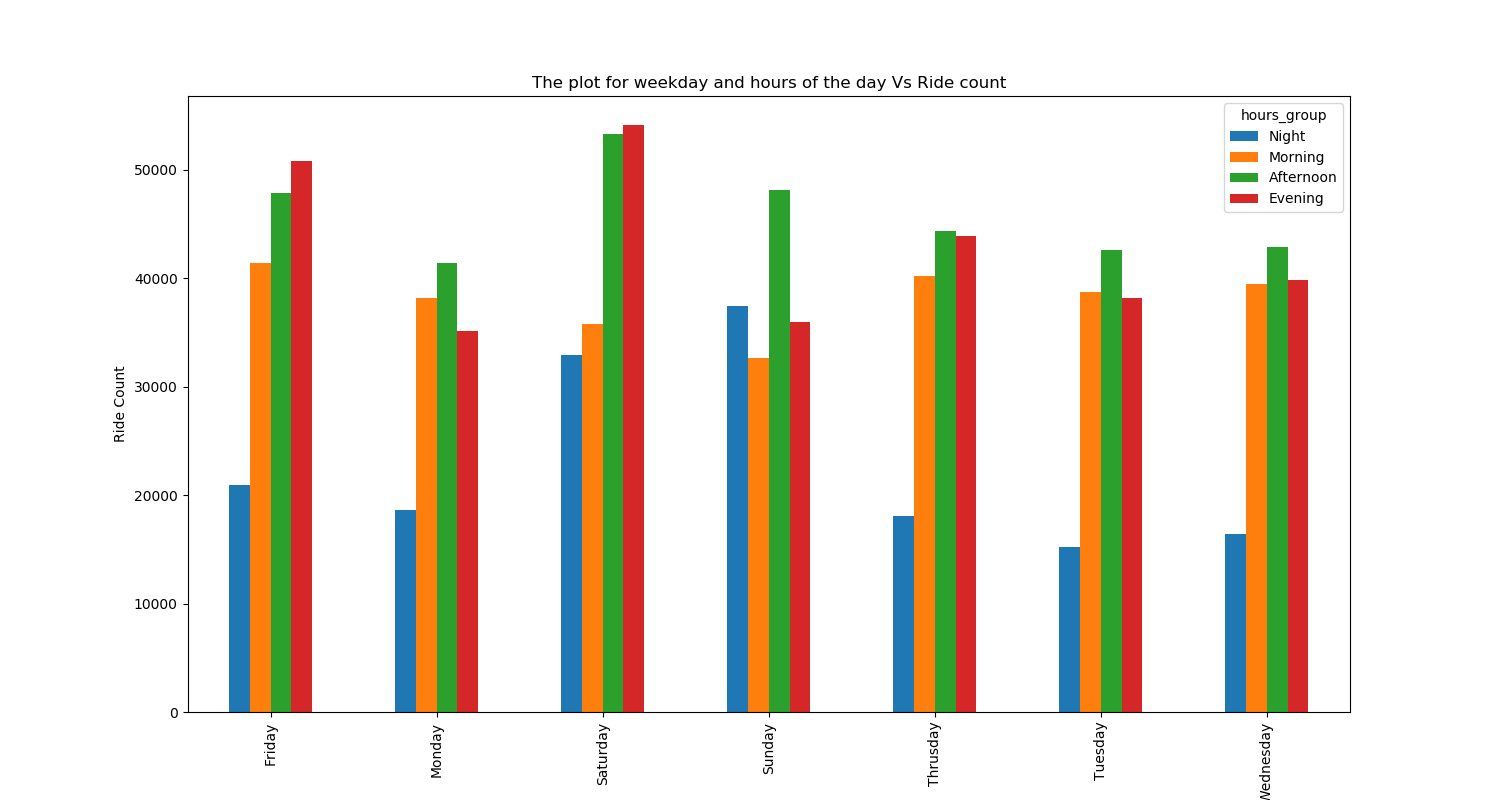 The plot for weekday and hours of the day Vs Ride count
hours_group
Night
Morning
Afternoon
Evening
Ride Count
50000
40000
30000
20000
10000
0
Friday
Monday
Saturday
Sunday
Thrusday
Tuesday
Wednesday